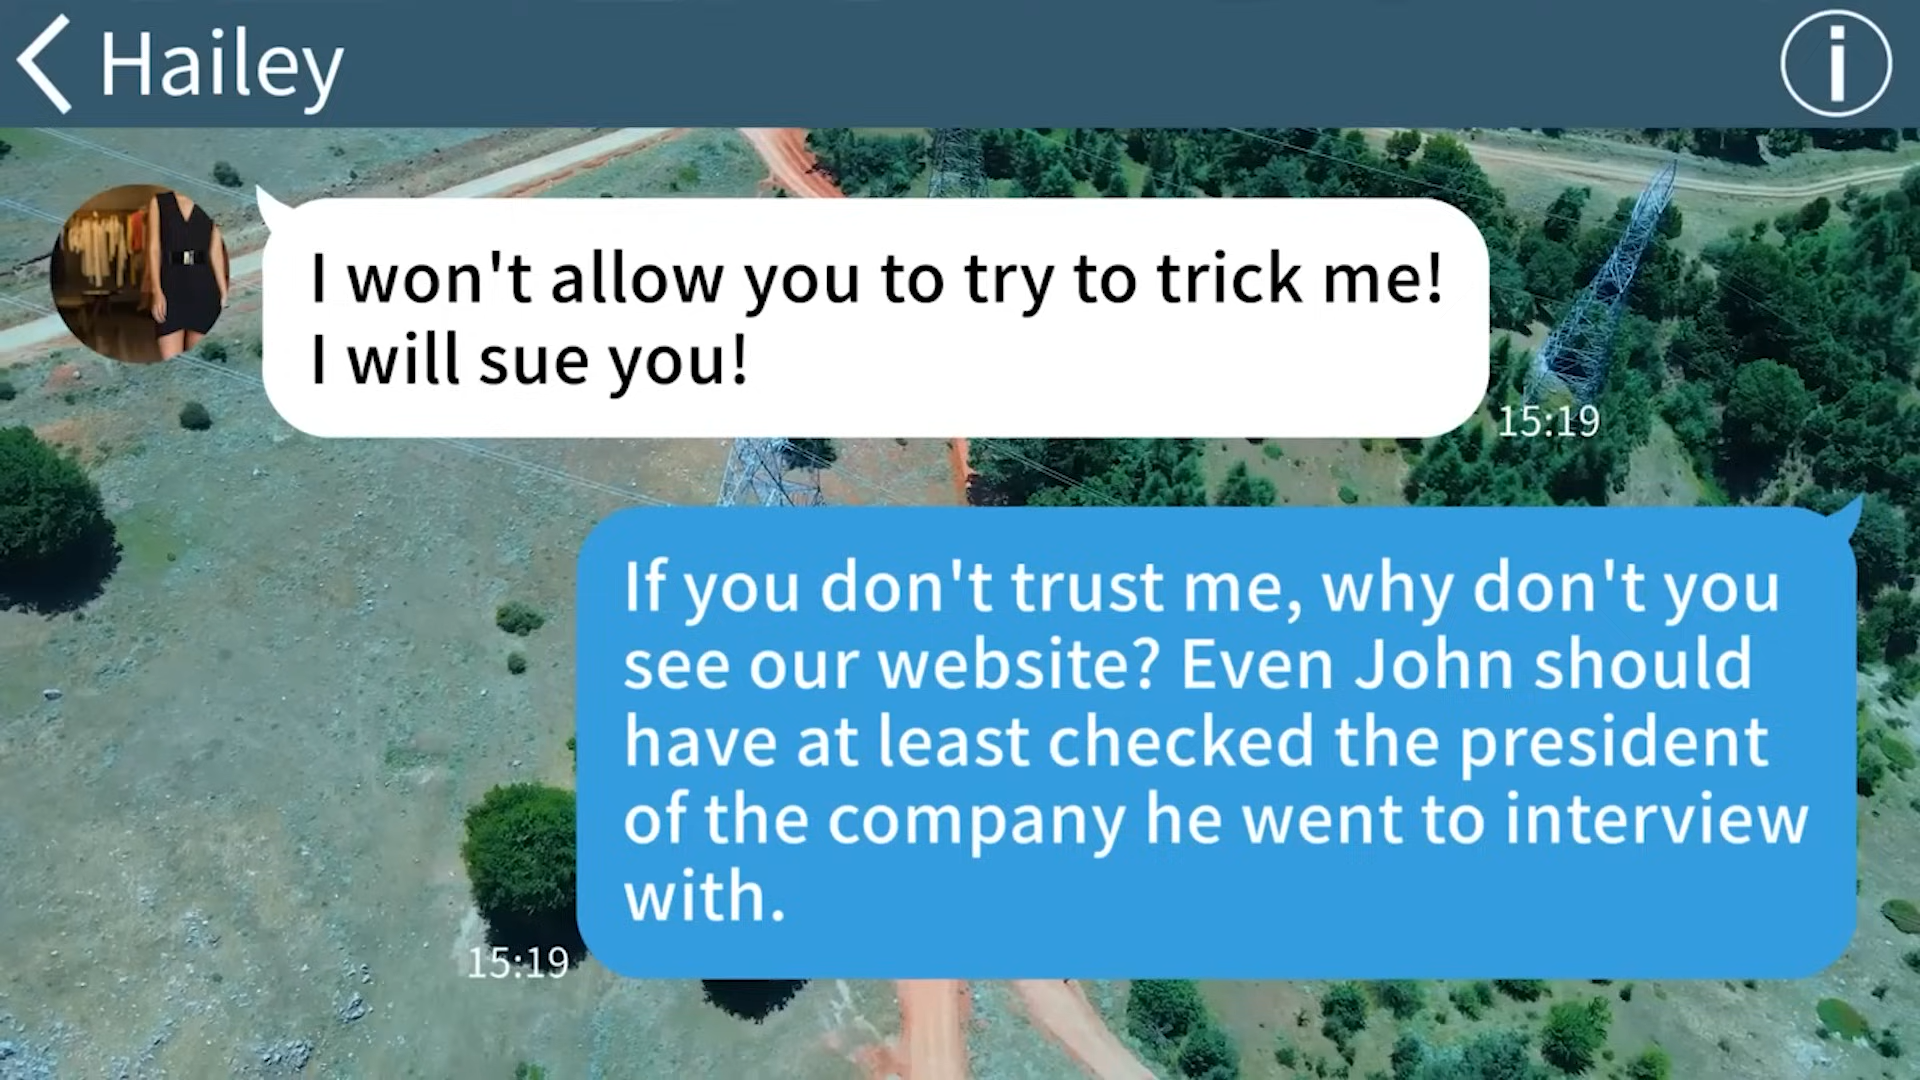 Hailey
I won't allow you to try to trick me!
I will sue you!
15:19
If you don't trust me, why don't you
see our website? Even John should
have at least checked the president
of the company he went to interview
with.
15:19